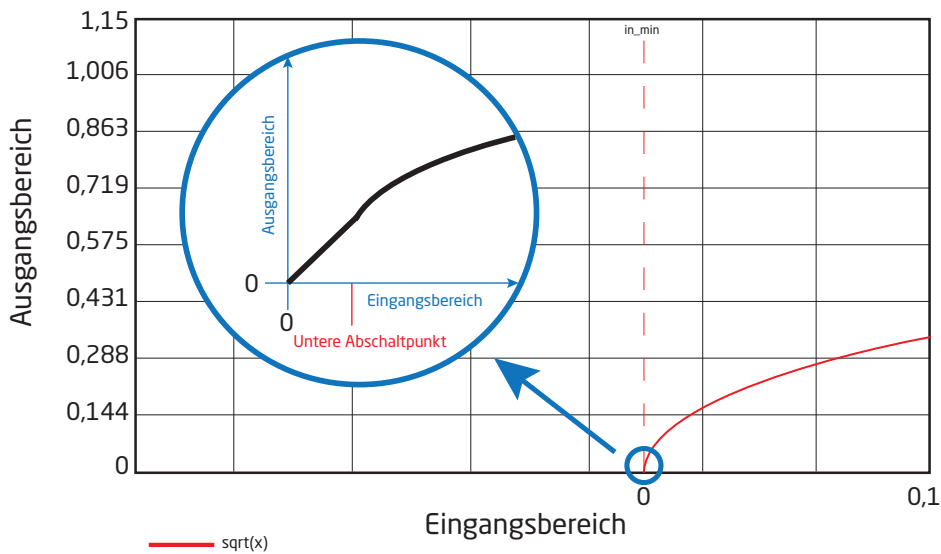 1,15
1,006
0,863
0,719
0,575
0,431
0,288
0,144
0
Ausgangsbereich
in_min
Ausgangsbereich
0
0
Eingangsbereich
Untere Abschaltpunkt
0
0,1
Eingangsbereich
sqrt(x)